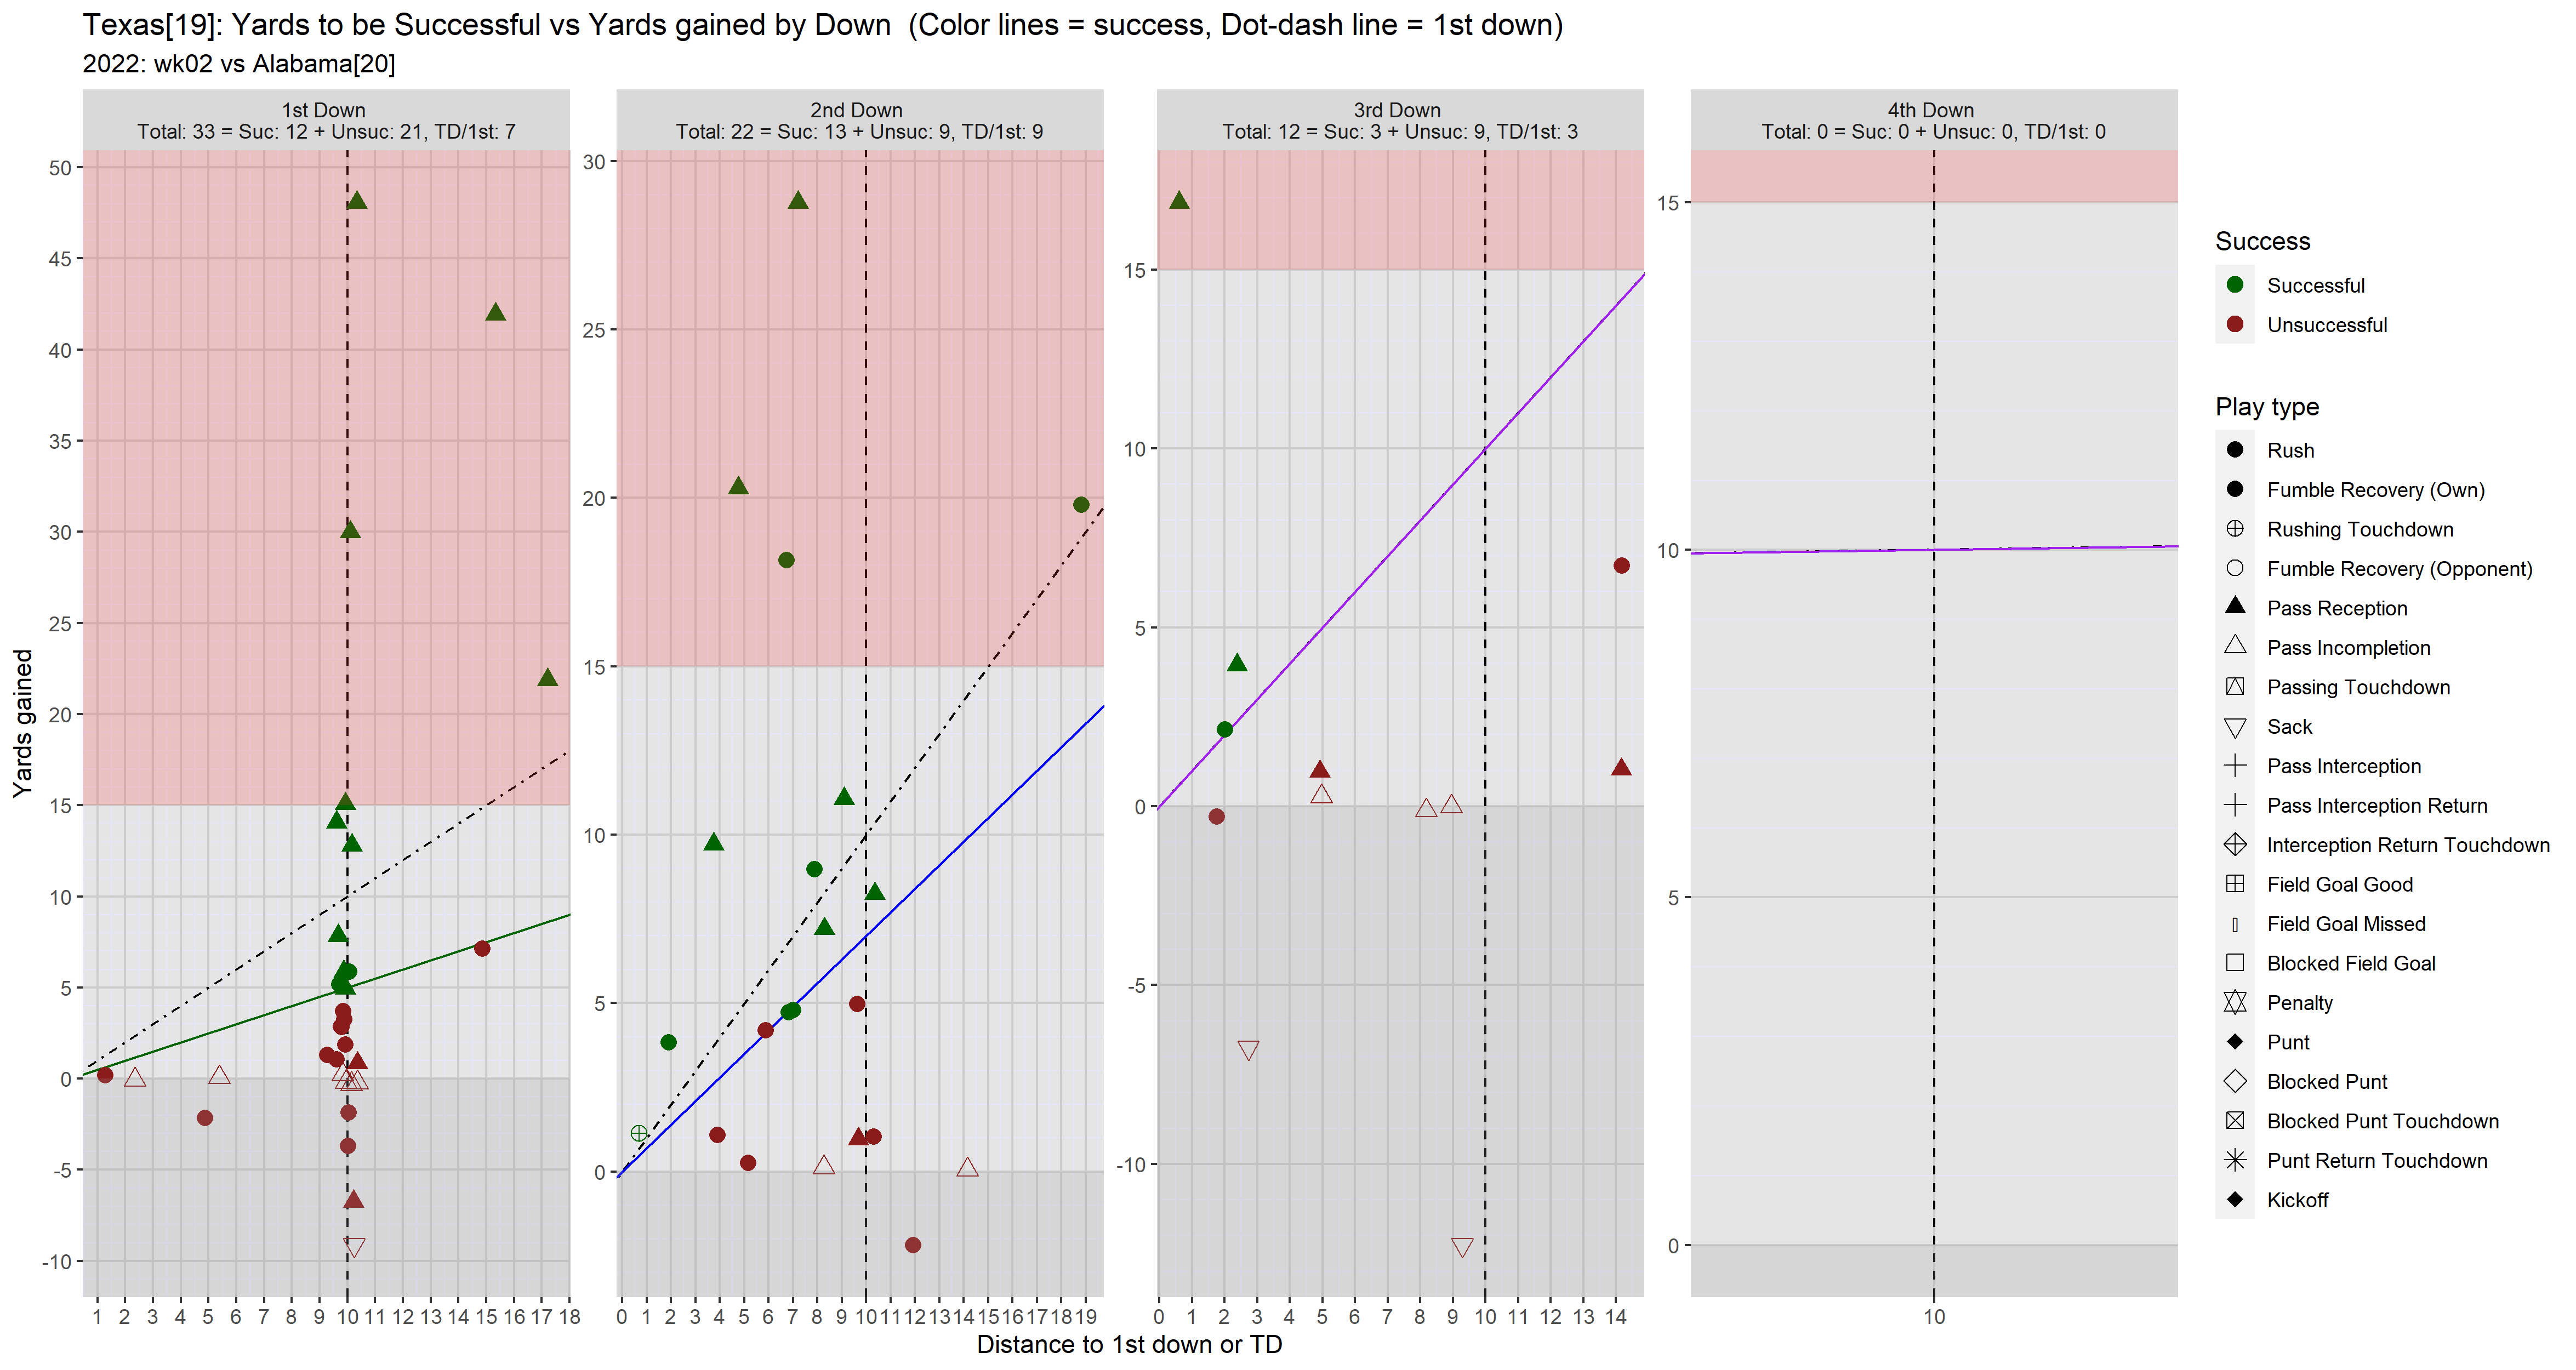 Texas[19]: Yards to be Successful vs Yards gained by Down  (Color lines = success, Dot-dash line = 1st down)
2022: wk02 vs Alabama[20]
1st Down
Total: 33 = Suc: 12 + Unsuc: 21, TD/1st: 7
2nd Down
Total: 22 = Suc: 13 + Unsuc: 9, TD/1st: 9
3rd Down
Total: 12 = Suc: 3 + Unsuc: 9, TD/1st: 3
4th Down
Total: 0 = Suc: 0 + Unsuc: 0, TD/1st: 0
Yards gained
50
45
40
35
30
25
20
15
10
5
0
-5
-10
1 2 3 4 5 6 7 8 9 10 11 12 13 14 15 16 17 18
30
25
20
15
10
5
0
0 1 2 3 4 5 6 7 8 9 10 11 12 13 14 15 16 17 18 19
15
10
5
0
-5
-10
0 1 2 3 4 5 6 7 8 9 10 11 12 13 14
15
10
5
0
10
Distance to 1st down or TD
Success
Successful
Unsuccessful
Play type
Rush
Fumble Recovery (Own)
Rushing Touchdown
Fumble Recovery (Opponent)
Pass Reception
Pass Incompletion
Passing Touchdown
Sack
Pass Interception
Pass Interception Return
Interception Return Touchdown
Field Goal Good
Field Goal Missed
Blocked Field Goal
Penalty
Punt
Blocked Punt
Blocked Punt Touchdown
Punt Return Touchdown
Kickoff